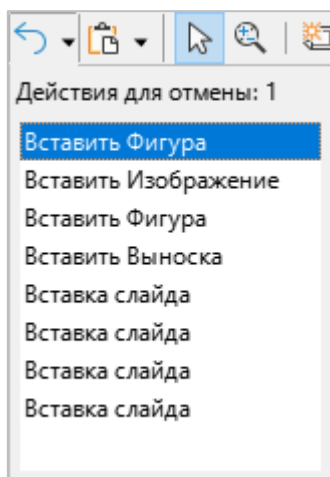 Действия для отмены: 1
Вставить Фигура
Вставить Изображение
Вставить Фигура
Вставить Выноска
Вставка слайда
Вставка слайда
Вставка слайда
Вставка слайда